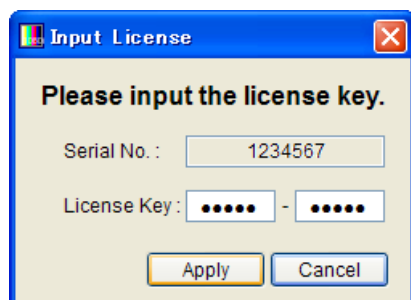 Input License
Please input the license key.
Serial No. : 1234567
License Key : ●●●●● - ●●●●●
Apply Cancel